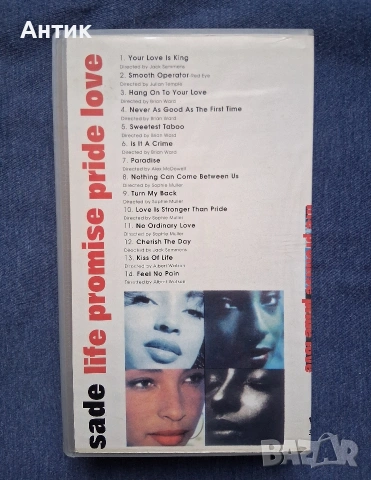 Антик
sade life promise pride love
1. Your Love Is King
Directed by Jack Semmens
2. Smooth Operator Red Eye
Directed by Julien Temple
3. Hang On To Your Love
Directed by Brian Ward
4. Never As Good As The First Time
Directed by Brian Ward
5. Sweetest Taboo
Directed by Brian Ward
6. Is It A Crime
Directed by Brian Ward
7. Paradise
Directed by Alex McDowell
8. Nothing Can Come Between Us
Directed by Sophie Muller
9. Turn My Back
Directed by Sophie Muller
10. Love Is Stronger Than Pride
Directed by Sophie Muller
11. No Ordinary Love
Directed by Sophie Muller
12. Cherish The Day
Directed by Jack Semmens
13. Kiss Of Life
Directed by Albert Watson
14. Feel No Pain
Directed by Albert Watson
BAZAR
bg